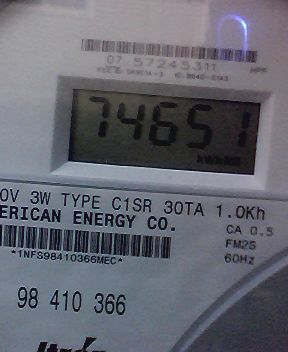 07 57245311
74651
0V 3W TYPE C1SR 30TA 1.0Kh
ERICAN ENERGY CO.
CA 0.5
FM2S
60Hz
*1NFS98410366MEC*
98 410 366
Itron